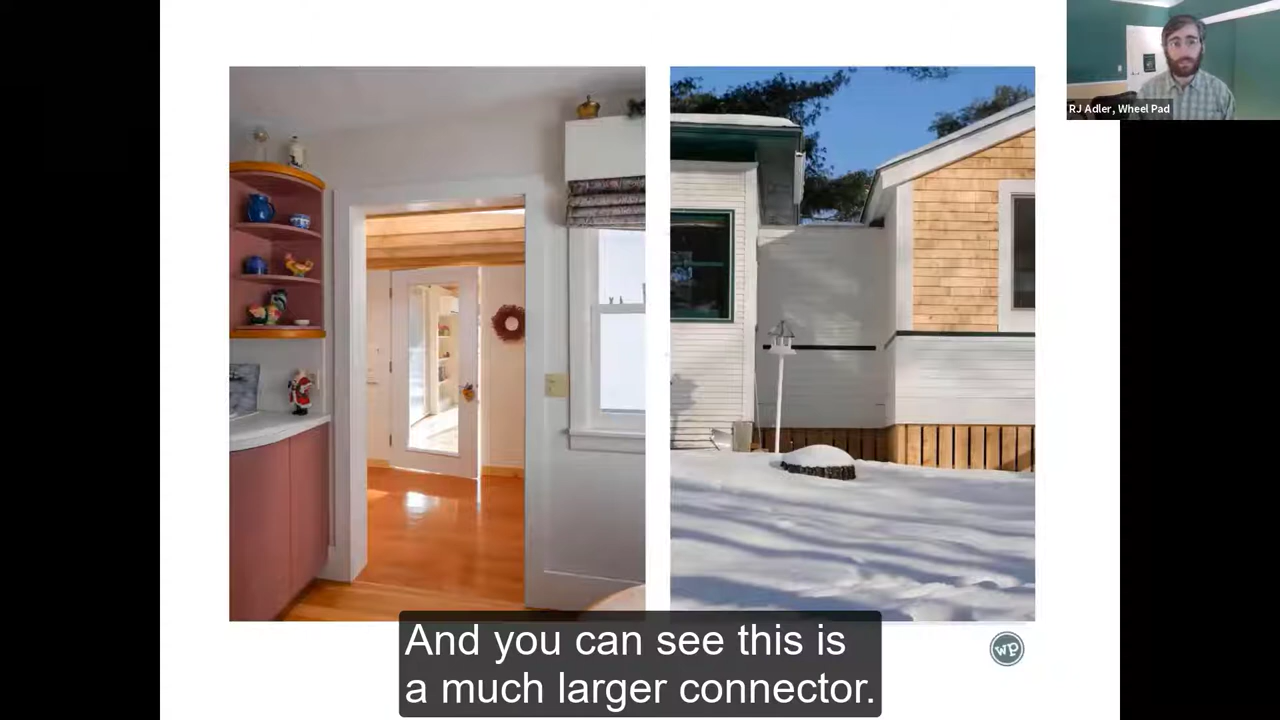 RJ Adler, Wheel Pad
And you can see this is
a much larger connector.
wp